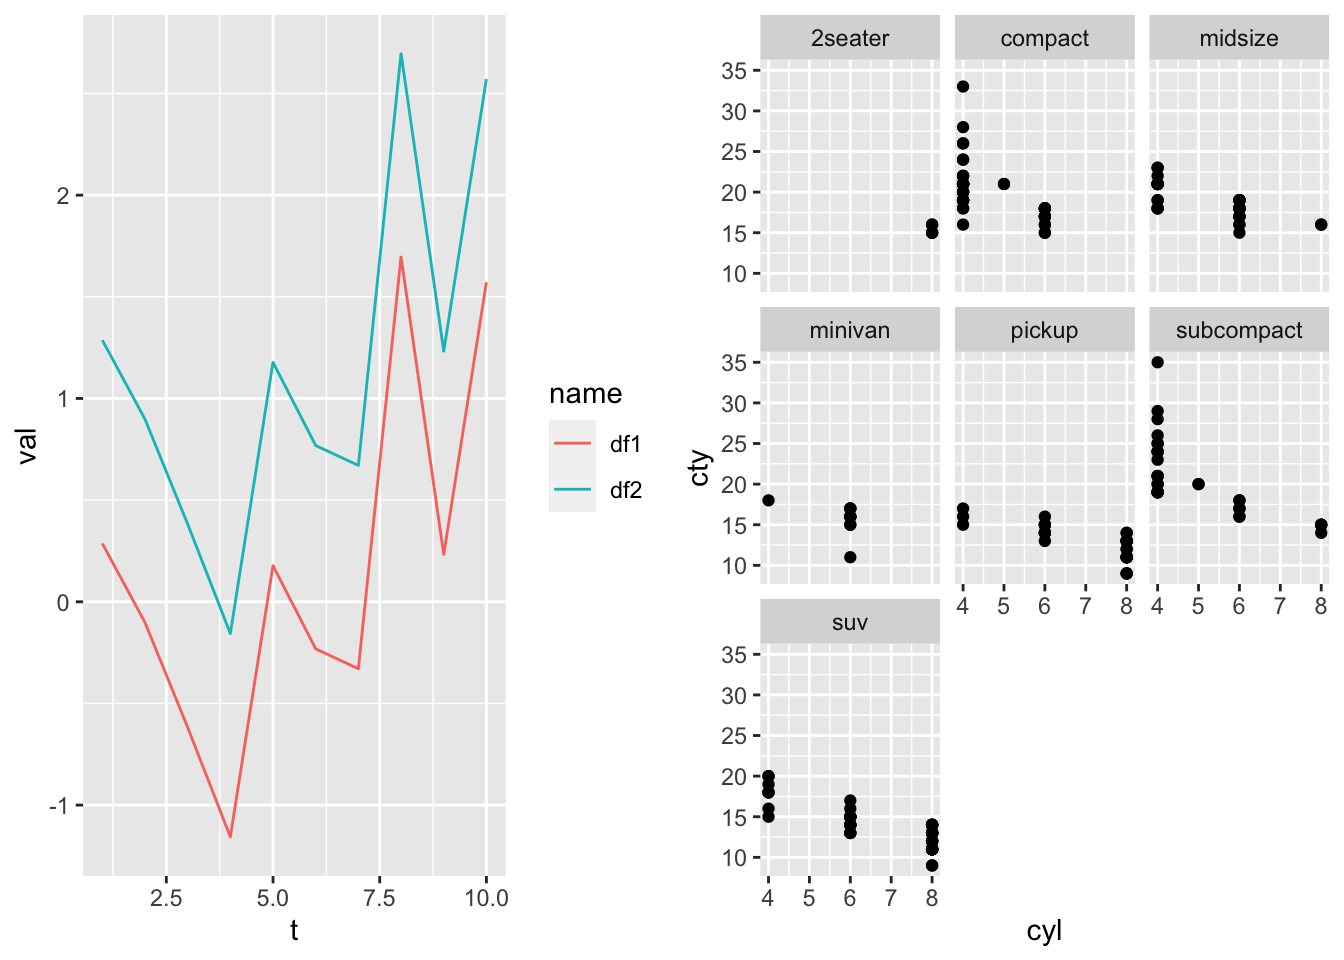 val
2
1
0
-1
2.5 5.0 7.5 10.0
t
name
df1
df2
cty
2seater compact midsize
35
30
25
20
15
10
minivan pickup subcompact
35
30
25
20
15
10
4 5 6 7 8 4 5 6 7 8
suv
35
30
25
20
15
10
4 5 6 7 8
cyl